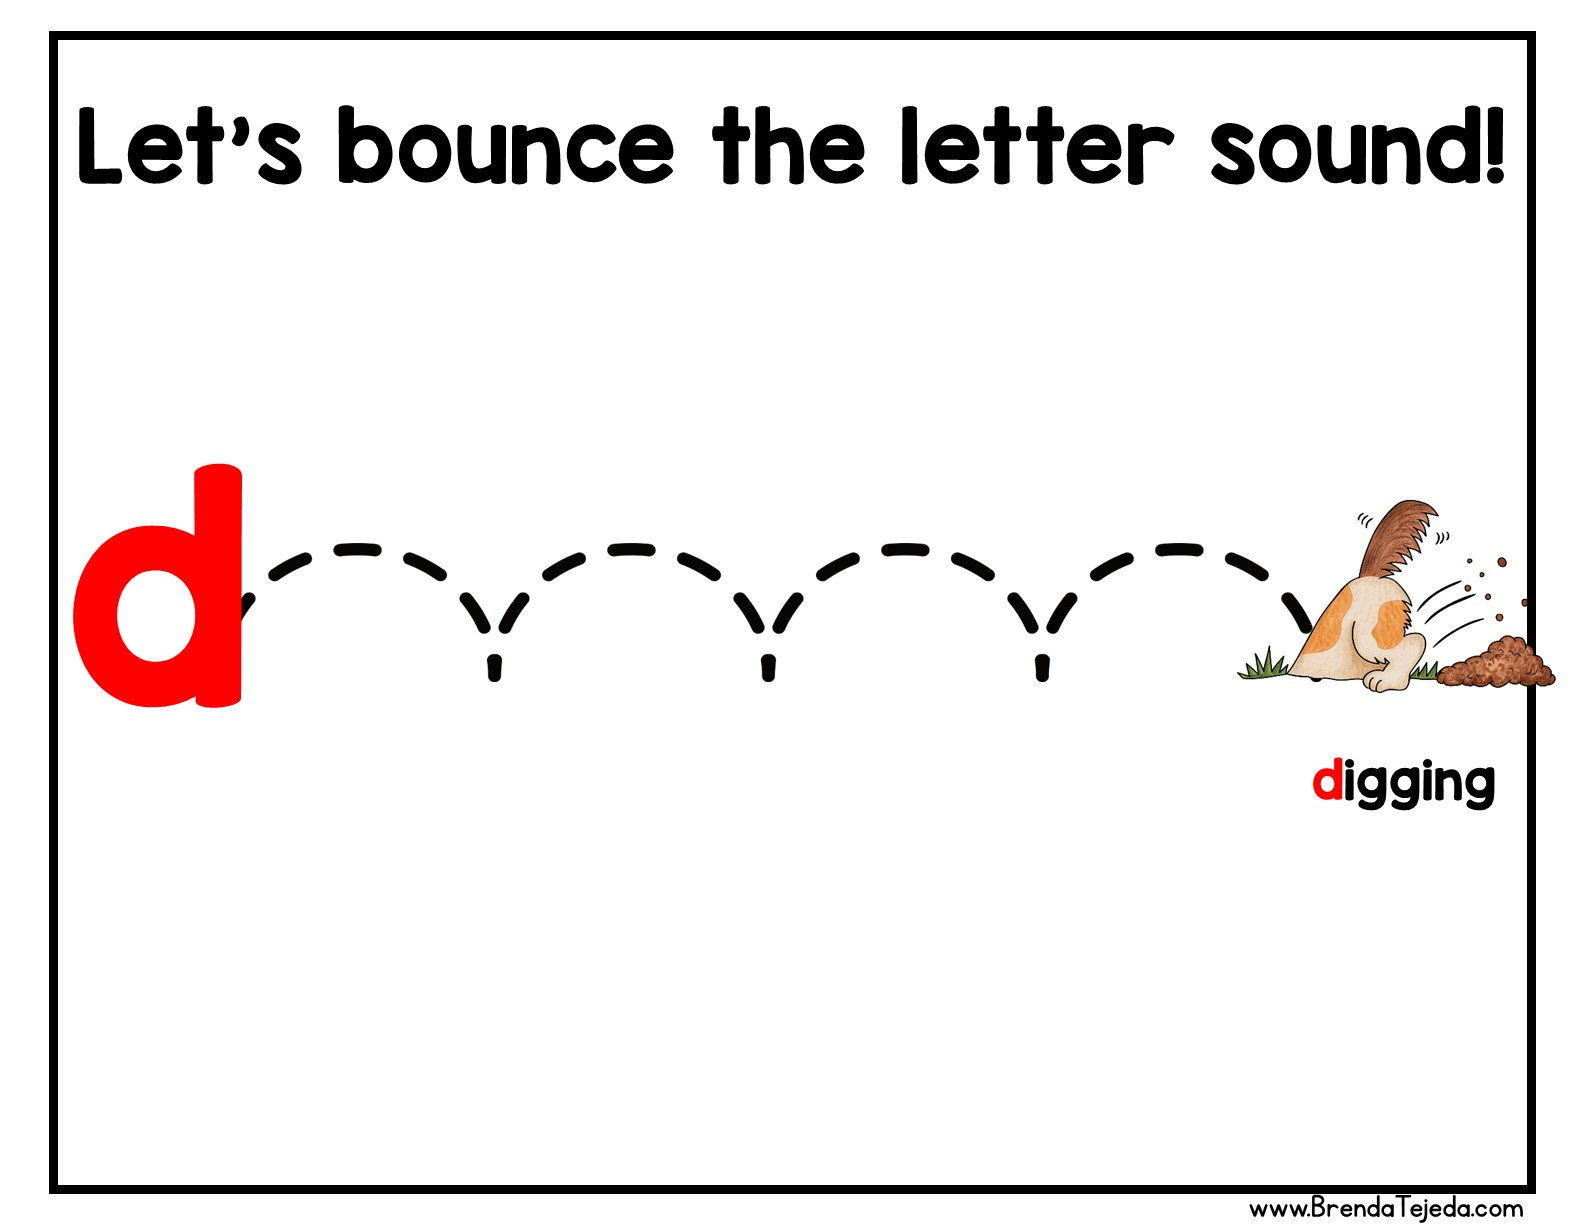 Let's bounce the letter sound!
d
digging
www.BrendaTejeda.com